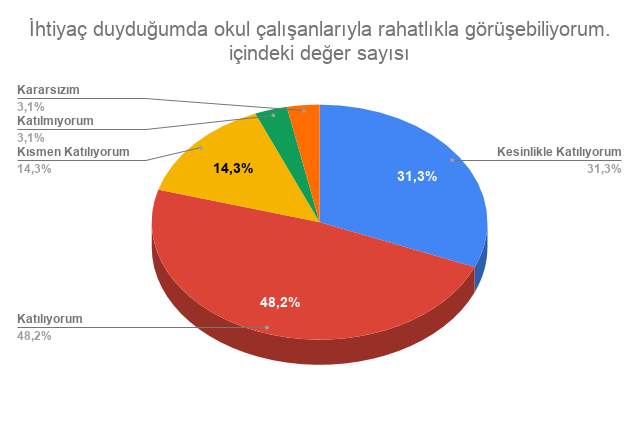 İhtiyaç duyduğumda okul çalışanlarıyla rahatlıkla görüşebiliyorum.
içindeki değer sayısı
Kararsızım
3,1%
Katılmıyorum
3,1%
Kısmen Katılıyorum
14,3%
Kesinlikle Katılıyorum
31,3%
14,3%
31,3%
48,2%
Katılıyorum
48,2%